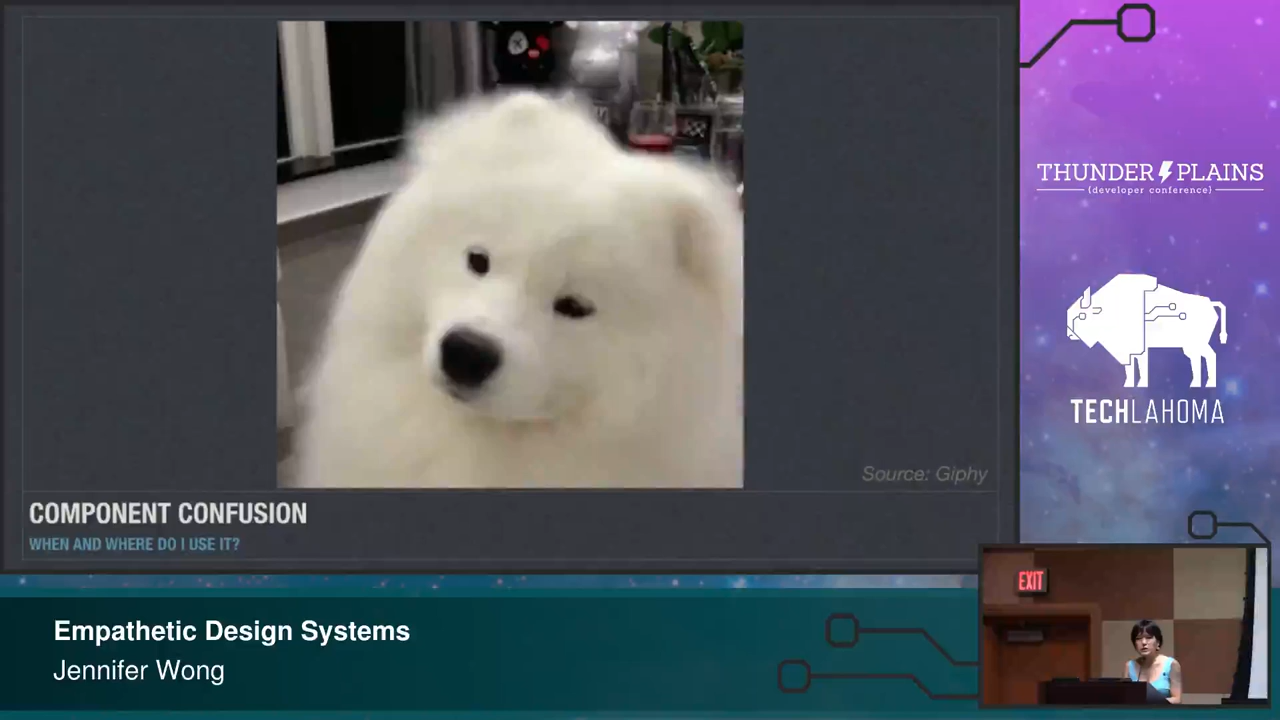 Source: Giphy
COMPONENT CONFUSION
WHEN AND WHERE DO I USE IT?
THUNDER PLAINS
{developer conference}
TECHLAHOMA
EXIT
Empathetic Design Systems
Jennifer Wong